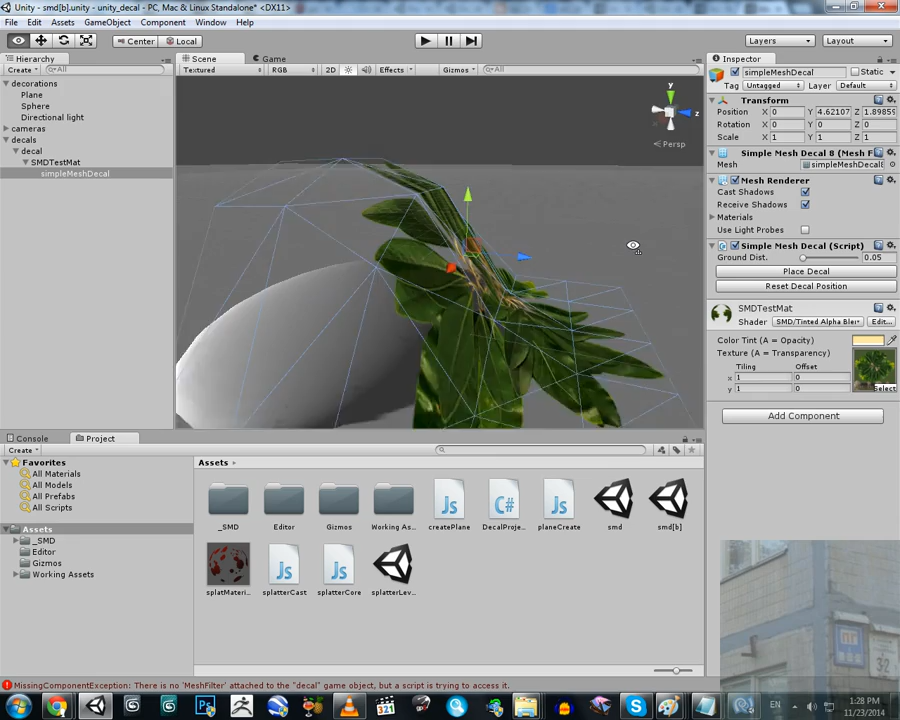 Unity - smd[b].unity - unity_decal - PC, Mac & Linux Standalone* <DX11>
File Edit Assets GameObject Component Window Help
Center Local
Layers Layout
Hierarchy
Create All
decorations
Plane
Sphere
Directional light
cameras
decals
decal
SMDTestMat
simpleMeshDecal
Scene Game
Textured RGB 2D Effects Gizmos All
y
z
Persp
Inspector
simpleMeshDecal Static
Tag Untagged Layer Default
Transform
Position X 0 Y 4.62107 Z 1.8985
Rotation X 0 Y 0 Z 0
Scale X 1 Y 1 Z 1
Simple Mesh Decal 8 (Mesh F
Mesh simpleMeshDecal
Mesh Renderer
Cast Shadows
Receive Shadows
Materials
Use Light Probes
Simple Mesh Decal (Script)
Ground Dist. 0.05
Place Decal
Reset Decal Position
SMDTestMat
Shader SMD/Tinted Alpha Ble Edit...
Color Tint (A = Opacity)
Texture (A = Transparency)
Tiling Offset
x 1 0
y 1 0
Select
Add Component
Console Project
Create
Favorites
All Materials
All Models
All Prefabs
All Scripts
Assets
_SMD
Editor
Gizmos
Working Assets
Assets
_SMD Editor Gizmos Working As... createPlane DecalProje... planeCreate smd smd[b]
splatMateri... splatterCast splatterCore splatterLev...
MissingComponentException: There is no 'MeshFilter' attached to the "decal" game object, but a script is trying to access it.
321
EN
1:28 PM
11/23/2014
32